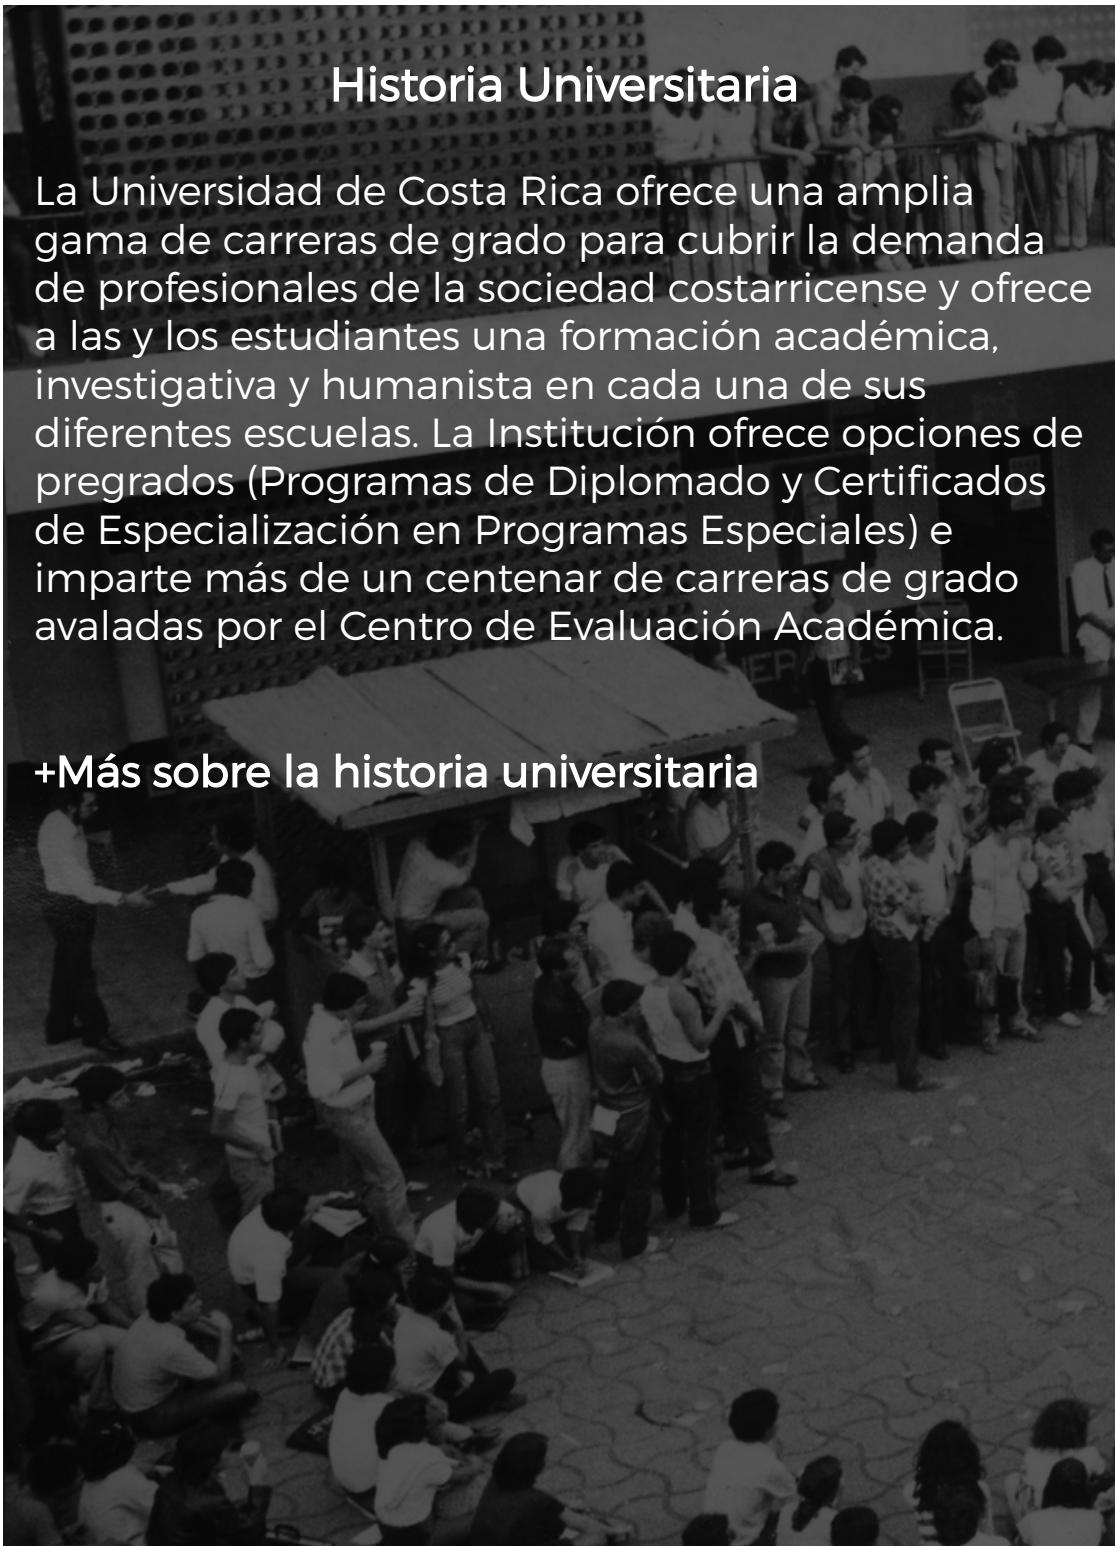 Historia Universitaria
La Universidad de Costa Rica ofrece una amplia
gama de carreras de grado para cubrir la demanda
de profesionales de la sociedad costarricense y ofrece
a las y los estudiantes una formación académica,
investigativa y humanista en cada una de sus
diferentes escuelas. La Institución ofrece opciones de
pregrados (Programas de Diplomado y Certificados
de Especialización en Programas Especiales) e
imparte más de un centenar de carreras de grado
avaladas por el Centro de Evaluación Académica.
+Más sobre la historia universitaria